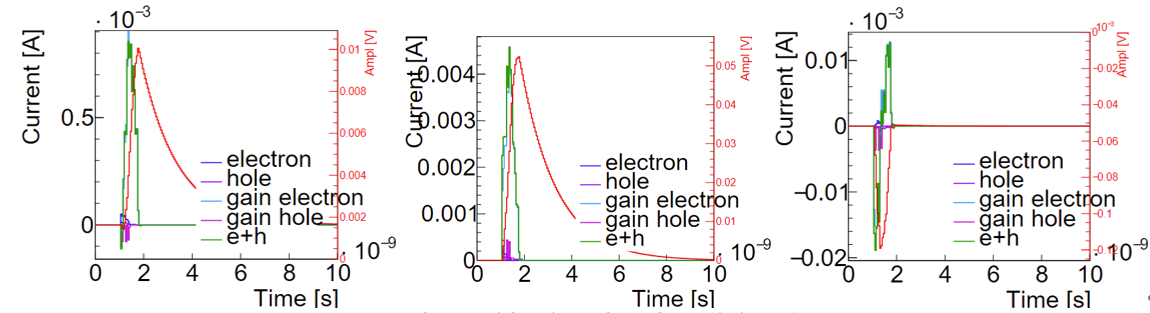 · 10⁻³
Current [A]
0.5
0
0 2 4 6 8 10
· 10⁻⁹
Time [s]
0.01
0.008
0.006
0.004
0.002
0
Ampl [V]
electron
hole
gain electron
gain hole
e+h
Current [A]
0.004
0.003
0.002
0.001
0
0 2 4 6 8 10
· 10⁻⁹
Time [s]
0.05
0.04
0.03
0.02
0.01
0
Ampl [V]
electron
hole
gain electron
gain hole
e+h
· 10⁻³
Current [A]
0.01
0
−0.01
−0.02
0 2 4 6 8 10
· 10⁻⁹
Time [s]
−0.02
−0.04
−0.06
−0.08
−0.1
Ampl [V]
electron
hole
gain electron
gain hole
e+h